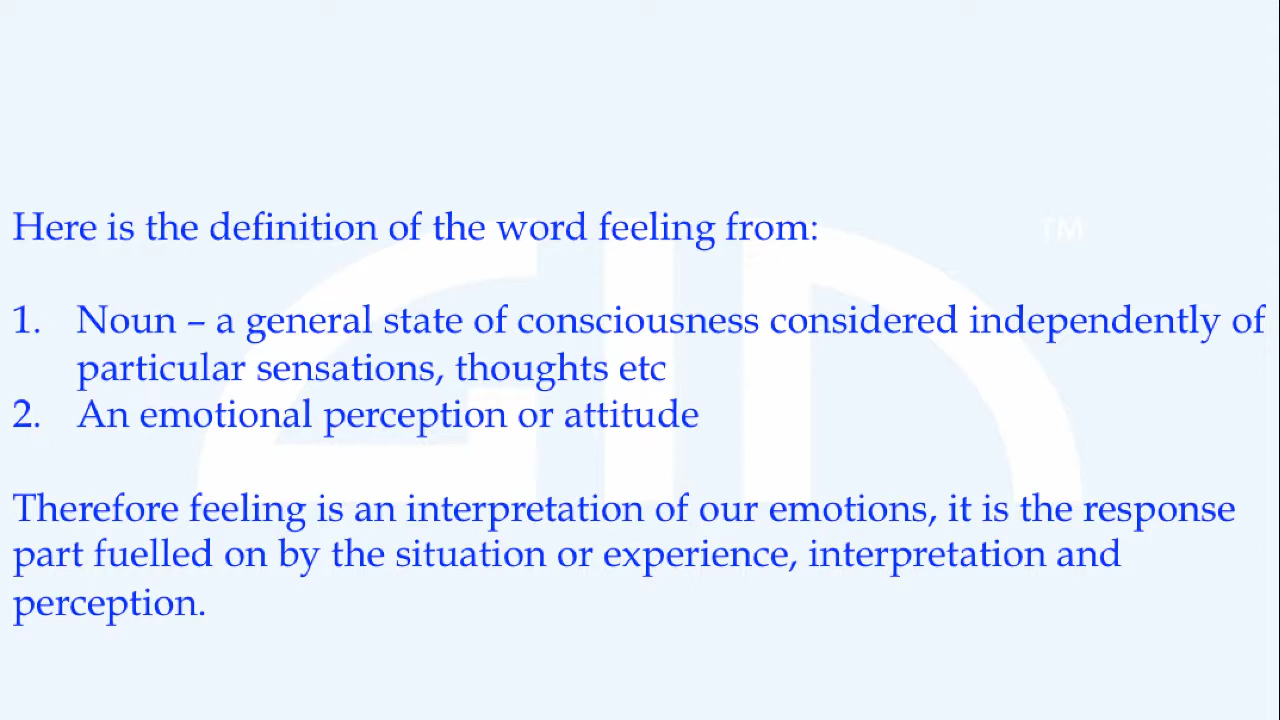 Here is the definition of the word feeling from:
TM
1. Noun – a general state of consciousness considered independently of
particular sensations, thoughts etc
2. An emotional perception or attitude
Therefore feeling is an interpretation of our emotions, it is the response
part fuelled on by the situation or experience, interpretation and
perception.